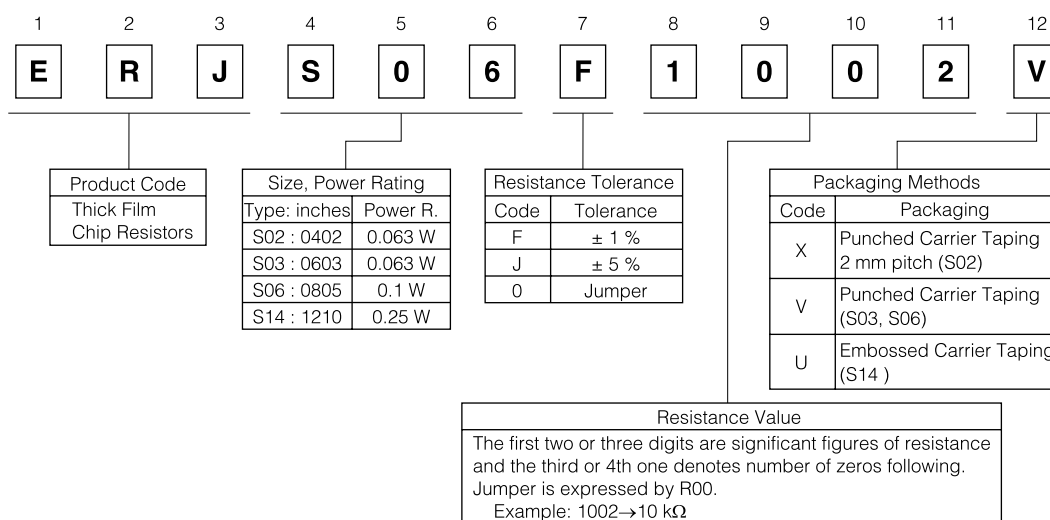 1 2 3 4 5 6 7 8 9 10 11 12
E R J S 0 6 F 1 0 0 2 V
Product Code
Thick Film
Chip Resistors
Size, Power Rating
Type: inches Power R.
S02 : 0402 0.063 W
S03 : 0603 0.063 W
S06 : 0805 0.1 W
S14 : 1210 0.25 W
Resistance Tolerance
Code Tolerance
F ± 1 %
J ± 5 %
0 Jumper
Packaging Methods
Code Packaging
X Punched Carrier Taping
2 mm pitch (S02)
V Punched Carrier Taping
(S03, S06)
U Embossed Carrier Taping
(S14 )
Resistance Value
The first two or three digits are significant figures of resistance
and the third or 4th one denotes number of zeros following.
Jumper is expressed by R00.
Example: 1002→10 kΩ